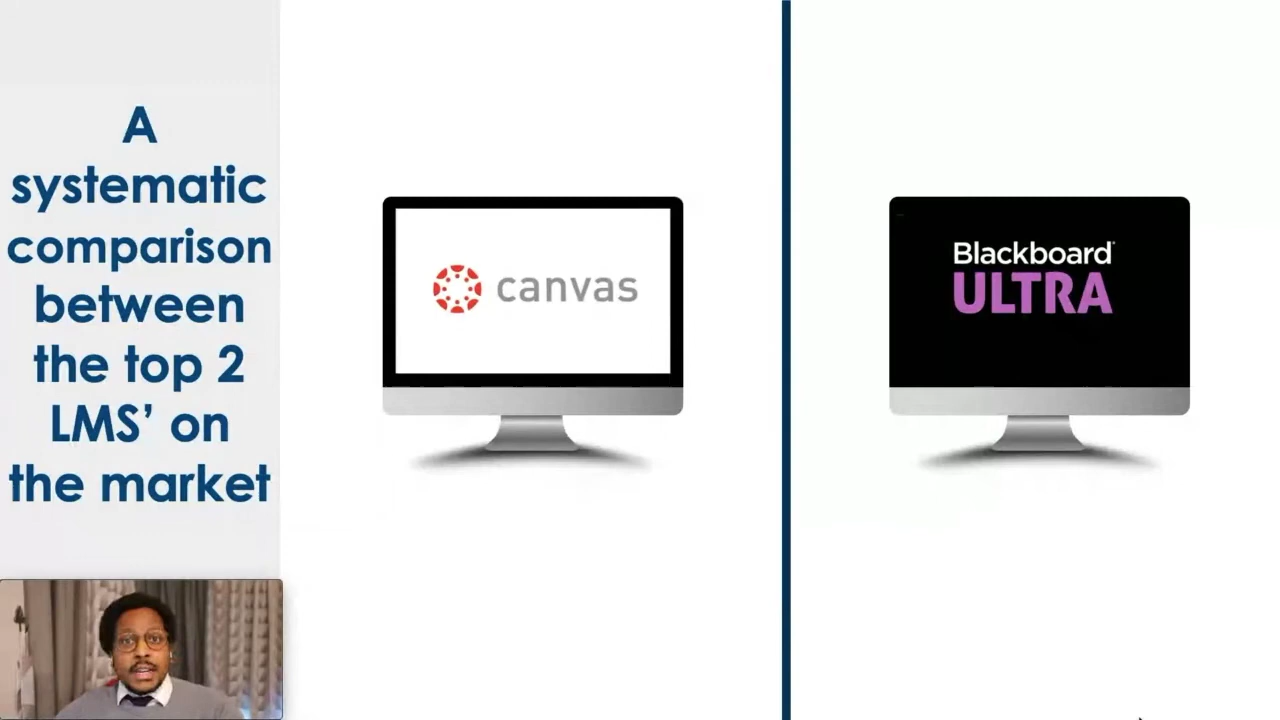 A
systematic
comparison
between
the top 2
LMS’ on
the market
canvas
Blackboard
ULTRA